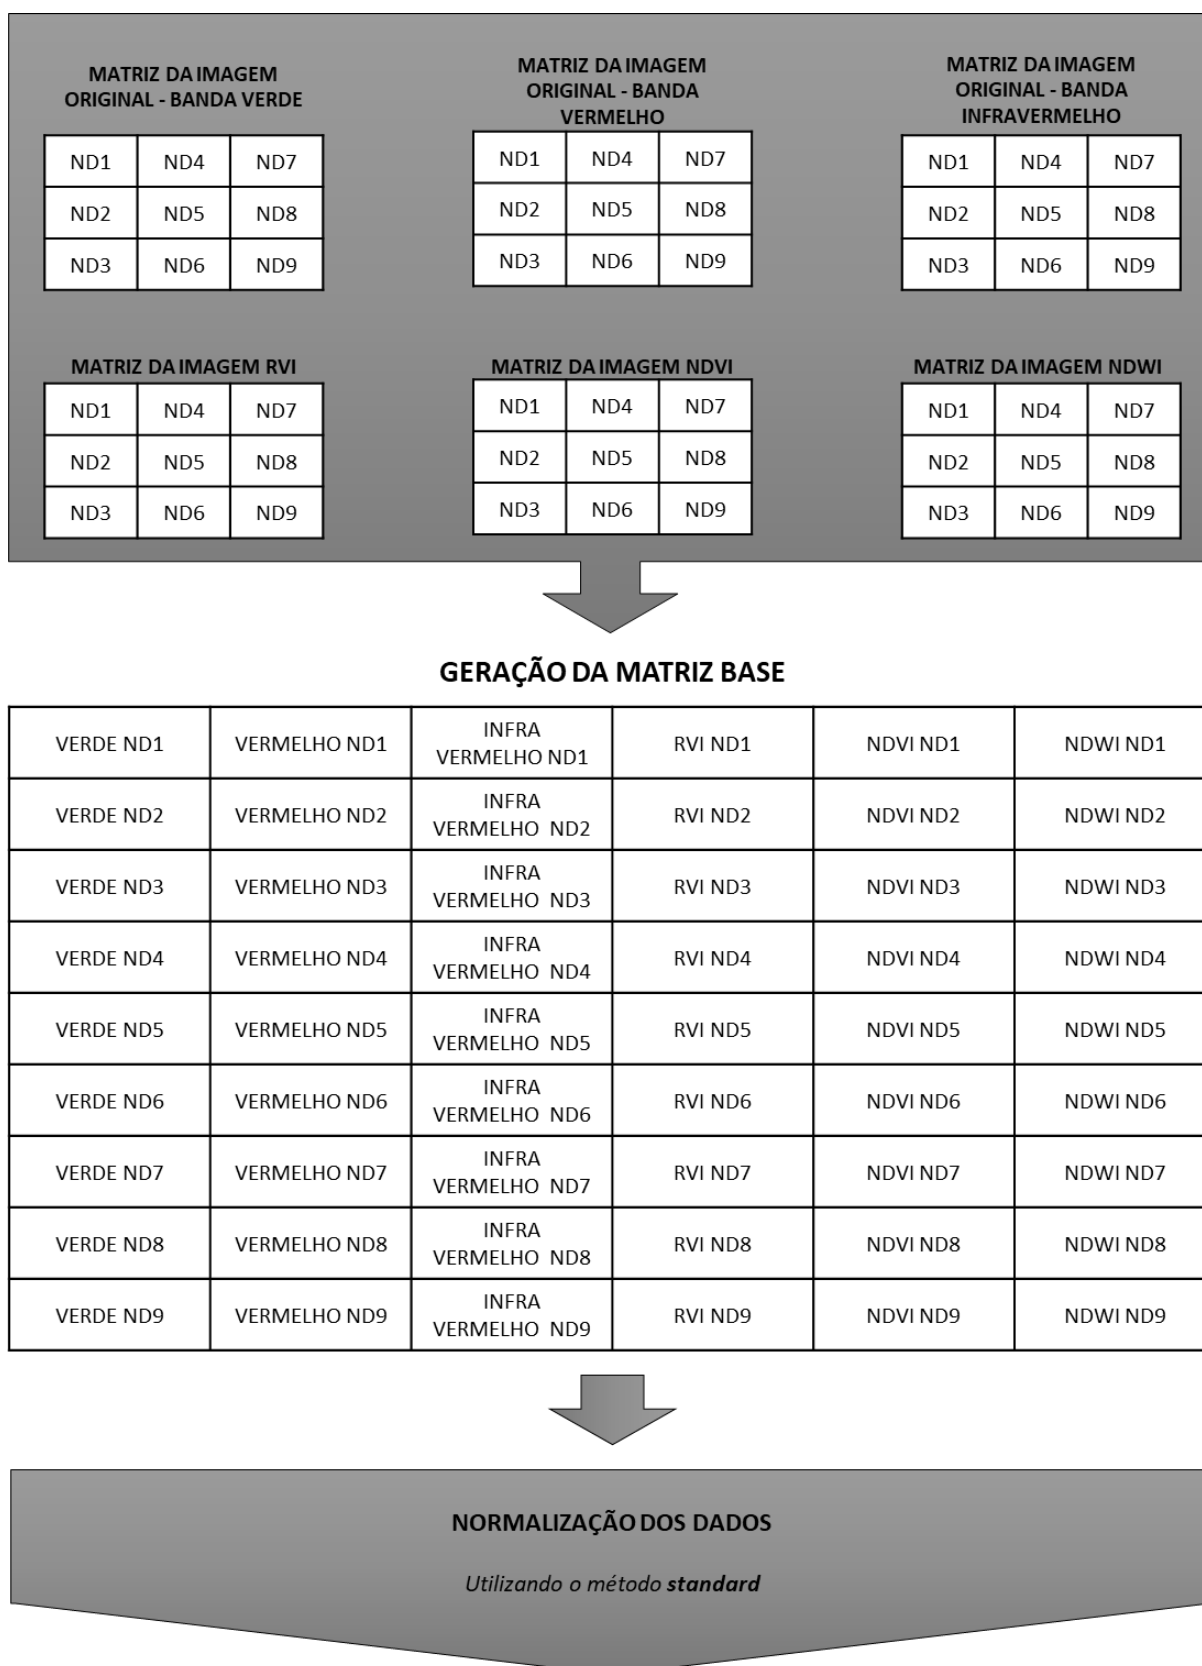 MATRIZ DA IMAGEM
ORIGINAL - BANDA VERDE
ND1 ND4 ND7
ND2 ND5 ND8
ND3 ND6 ND9
MATRIZ DA IMAGEM
ORIGINAL - BANDA
VERMELHO
ND1 ND4 ND7
ND2 ND5 ND8
ND3 ND6 ND9
MATRIZ DA IMAGEM
ORIGINAL - BANDA
INFRAVERMELHO
ND1 ND4 ND7
ND2 ND5 ND8
ND3 ND6 ND9
MATRIZ DA IMAGEM RVI
ND1 ND4 ND7
ND2 ND5 ND8
ND3 ND6 ND9
MATRIZ DA IMAGEM NDVI
ND1 ND4 ND7
ND2 ND5 ND8
ND3 ND6 ND9
MATRIZ DA IMAGEM NDWI
ND1 ND4 ND7
ND2 ND5 ND8
ND3 ND6 ND9
GERAÇÃO DA MATRIZ BASE
VERDE ND1 VERMELHO ND1 INFRA VERMELHO ND1 RVI ND1 NDVI ND1 NDWI ND1
VERDE ND2 VERMELHO ND2 INFRA VERMELHO ND2 RVI ND2 NDVI ND2 NDWI ND2
VERDE ND3 VERMELHO ND3 INFRA VERMELHO ND3 RVI ND3 NDVI ND3 NDWI ND3
VERDE ND4 VERMELHO ND4 INFRA VERMELHO ND4 RVI ND4 NDVI ND4 NDWI ND4
VERDE ND5 VERMELHO ND5 INFRA VERMELHO ND5 RVI ND5 NDVI ND5 NDWI ND5
VERDE ND6 VERMELHO ND6 INFRA VERMELHO ND6 RVI ND6 NDVI ND6 NDWI ND6
VERDE ND7 VERMELHO ND7 INFRA VERMELHO ND7 RVI ND7 NDVI ND7 NDWI ND7
VERDE ND8 VERMELHO ND8 INFRA VERMELHO ND8 RVI ND8 NDVI ND8 NDWI ND8
VERDE ND9 VERMELHO ND9 INFRA VERMELHO ND9 RVI ND9 NDVI ND9 NDWI ND9
NORMALIZAÇÃO DOS DADOS
Utilizando o método standard